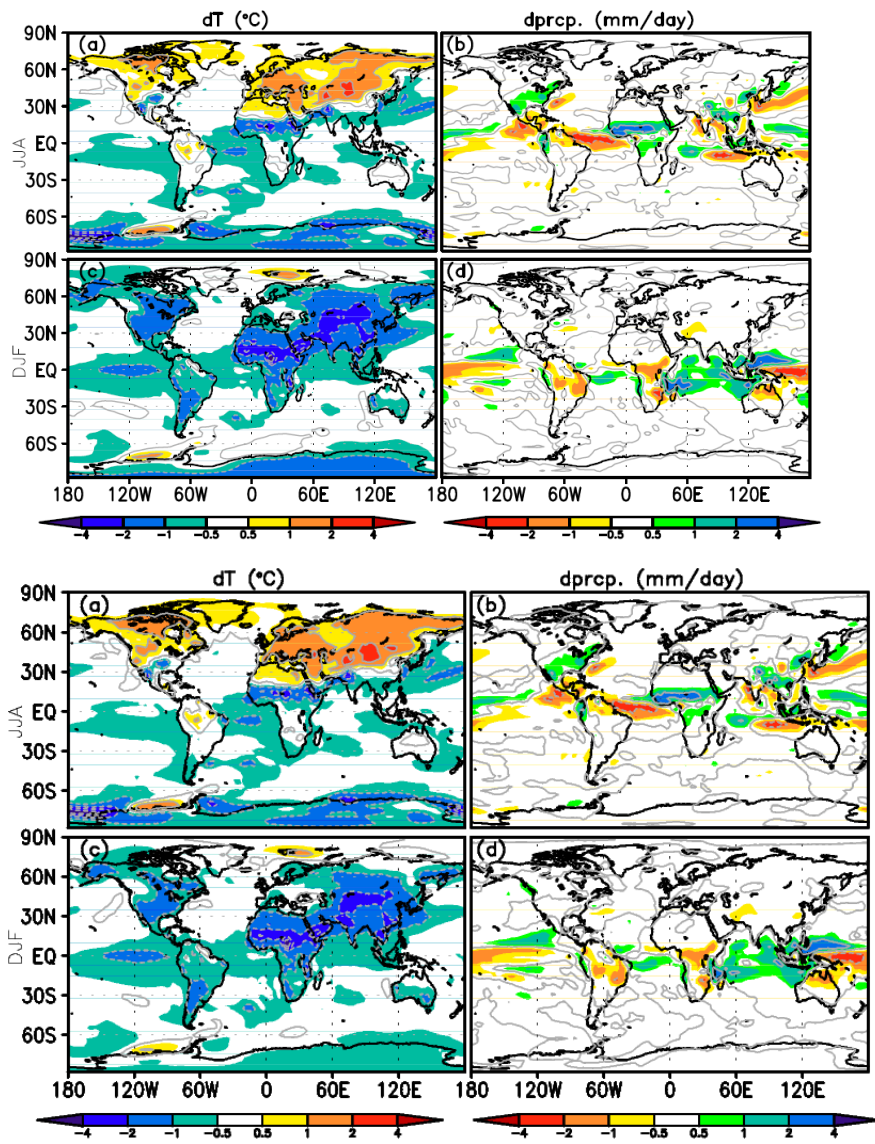 dT (°C) dprcp. (mm/day)
90N (a) (b)
60N
30N
JJA EQ
30S
60S
90N (c) (d)
60N
30N
DJF EQ
30S
60S
180 120W 60W 0 60E 120E 180 120W 60W 0 60E 120E
-4 -2 -1 -0.5 0.5 1 2 4 -4 -2 -1 -0.5 0.5 1 2 4
dT (°C) dprcp. (mm/day)
90N (a) (b)
60N
30N
JJA EQ
30S
60S
90N (c) (d)
60N
30N
DJF EQ
30S
60S
180 120W 60W 0 60E 120E 180 120W 60W 0 60E 120E
-4 -2 -1 -0.5 0.5 1 2 4 -4 -2 -1 -0.5 0.5 1 2 4